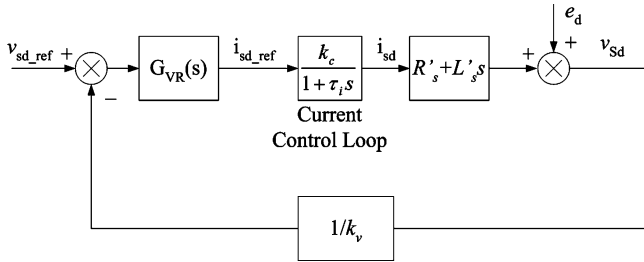 e_d
v_sd_ref + G_VR(s) i_sd_ref k_c / 1 + τ_i s i_sd R'_s+L'_s s + + v_Sd
−
Current
Control Loop
1/k_v